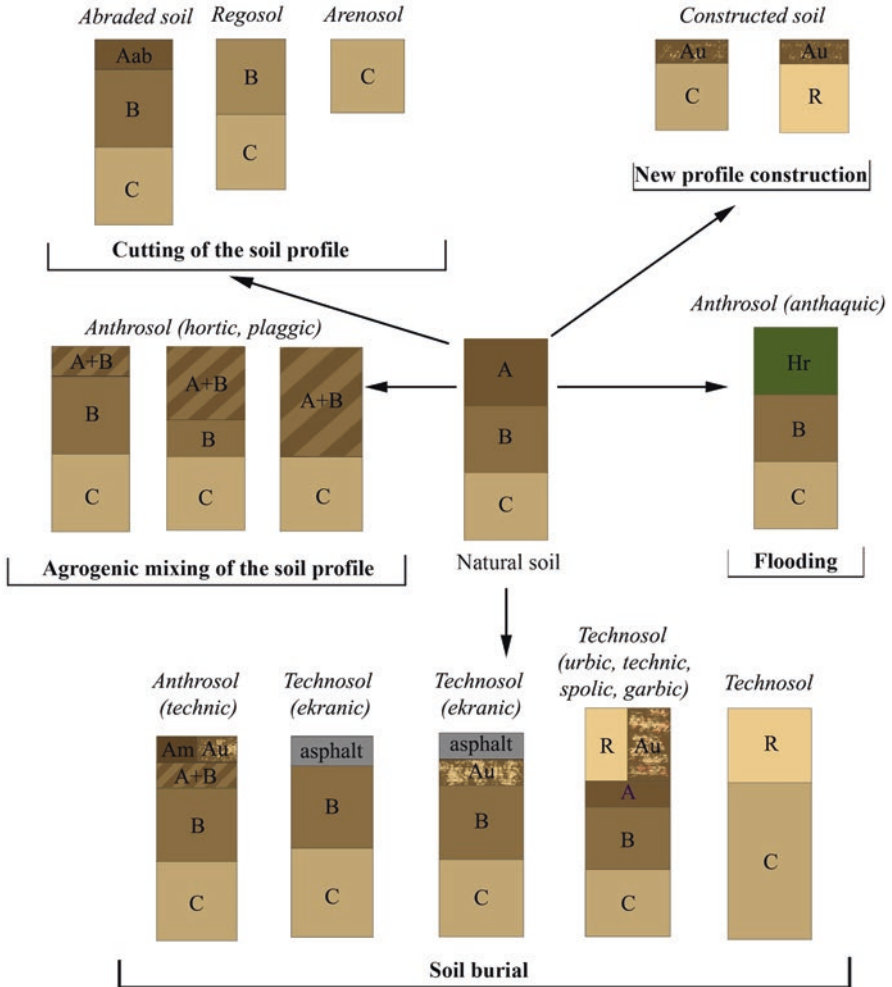 Abraded soil
Regosol
Arenosol
Aab
B
C
B
C
C
Cutting of the soil profile
Constructed soil
Au
C
Au
R
New profile construction
Anthrosol (hortic, plaggic)
A+B
B
C
A+B
B
C
A+B
C
Agrogenic mixing of the soil profile
A
B
C
Natural soil
Anthrosol (anthaquic)
Hr
B
C
Flooding
Anthrosol
(technic)
Am Au
A+B
B
C
Technosol
(ekranic)
asphalt
B
C
Technosol
(ekranic)
asphalt
Au
B
C
Technosol
(urbic, technic,
spolic, garbic)
R Au
A
B
C
Technosol
R
C
Soil burial